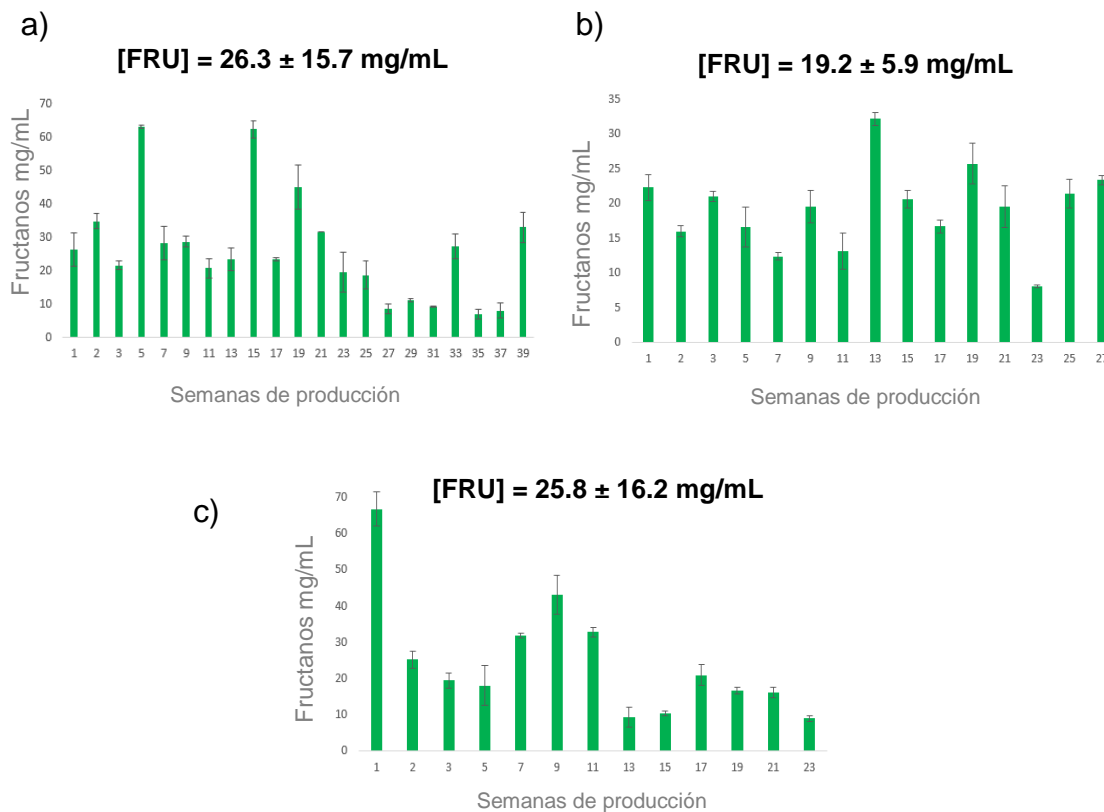 a)
[FRU] = 26.3 ± 15.7 mg/mL
Fructanos mg/mL
70
60
50
40
30
20
10
0
1 2 3 5 7 9 11 13 15 17 19 21 23 25 27 29 31 33 35 37 39
Semanas de producción
b)
[FRU] = 19.2 ± 5.9 mg/mL
Fructanos mg/mL
35
30
25
20
15
10
5
0
1 2 3 5 7 9 11 13 15 17 19 21 23 25 27
Semanas de producción
c)
[FRU] = 25.8 ± 16.2 mg/mL
Fructanos mg/mL
70
60
50
40
30
20
10
0
1 2 3 5 7 9 11 13 15 17 19 21 23
Semanas de producción